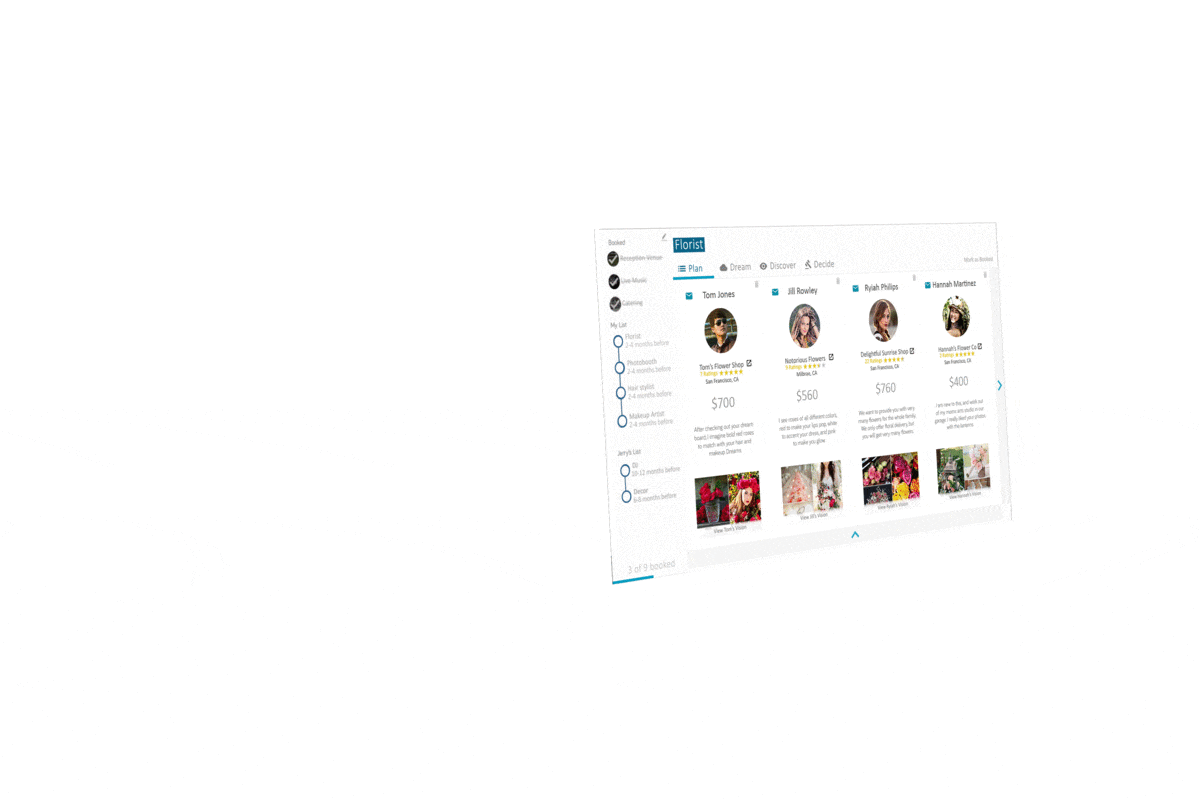 Booked
Reception Venue
Live Music
Catering
My List
Florist
2-4 months before
Photobooth
2-4 months before
Hair stylist
2-4 months before
Makeup Artist
2-4 months before
Jerry's List
DJ
10-12 months before
Decor
6-8 months before
3 of 9 booked
Florist
Plan
Dream
Discover
Decide
Mark as Booked
Tom Jones
Tom's Flower Shop
7 Ratings
San Francisco, CA
$700
After checking out your dream
board, I imagine bold red roses
to match with your hair and
makeup Dreams
View Tom's Vision
Jill Rowley
Notorious Flowers
Ratings
Milbrae, CA
$560
I see roses of all different colors,
red to make your lips pop, white
to accent your dress, and pink
to make you glow.
View Jill's Vision
Ryiah Philips
Delightful Sunrise Shop
Ratings
San Francisco, CA
$760
We want to provide you with very
many flowers for the whole family.
We only offer floral delivery, but
you will get very many flowers.
View Ryiah's Vision
Hannah Martinez
Hannah's Flower Co
Ratings
San Francisco, CA
$400
I am new to this, and work out
of my moms arts studio in our
garage. I really liked your photos
with the lanterns
View Hannah's Vision